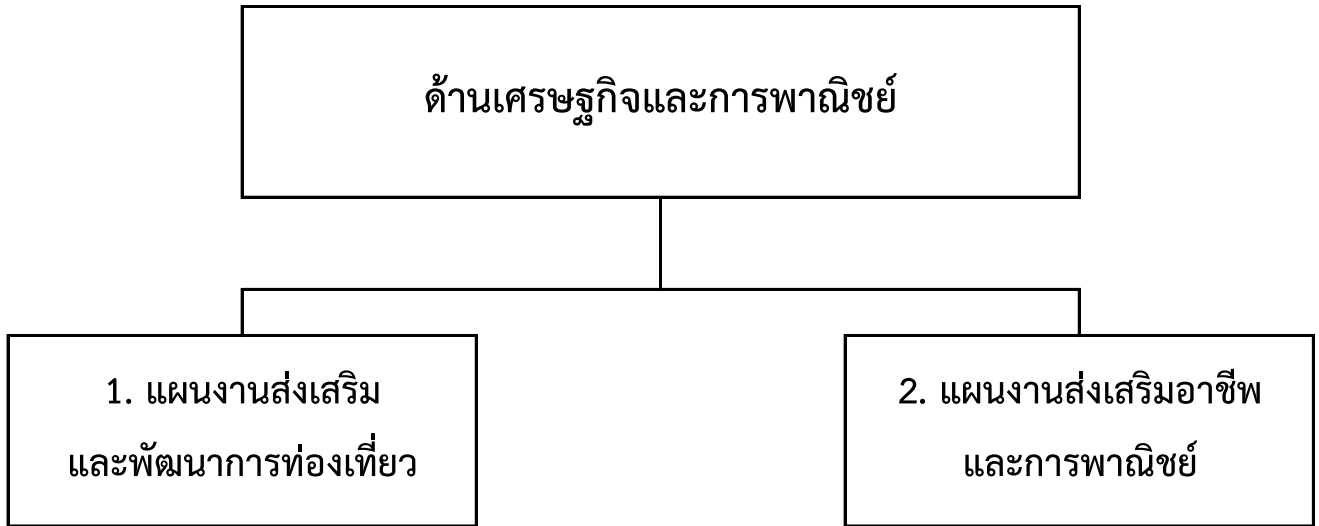 ด้านเศรษฐกิจและการพาณิชย์
1. แผนงานส่งเสริม
และพัฒนาการท่องเที่ยว
2. แผนงานส่งเสริมอาชีพ
และการพาณิชย์